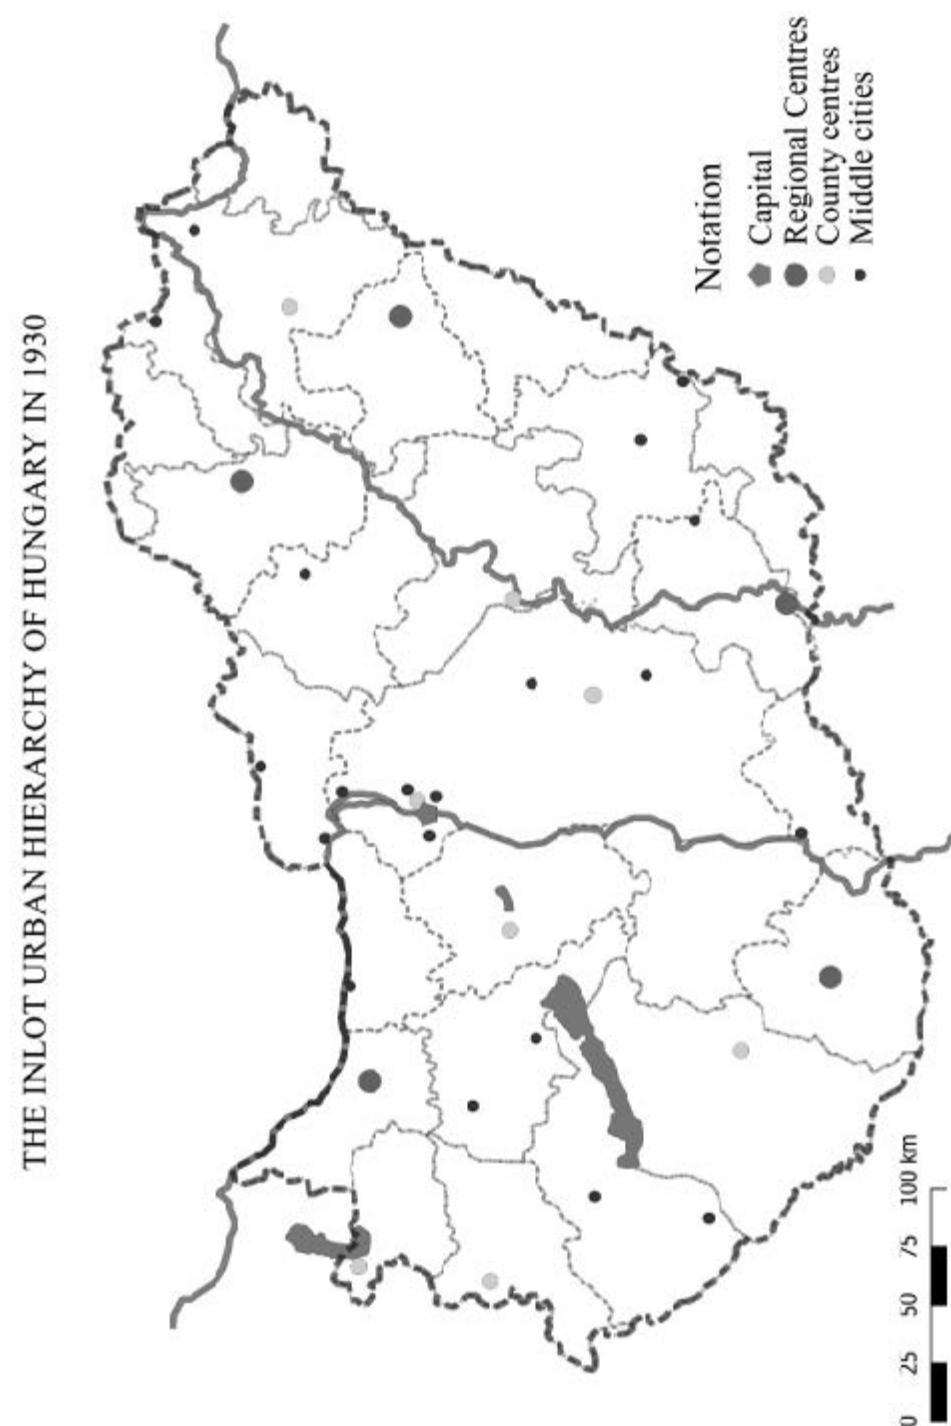 THE INLOT URBAN HIERARCHY OF HUNGARY IN 1930
Notation
Capital
Regional Centres
County centres
Middle cities
0 25 50 75 100 km